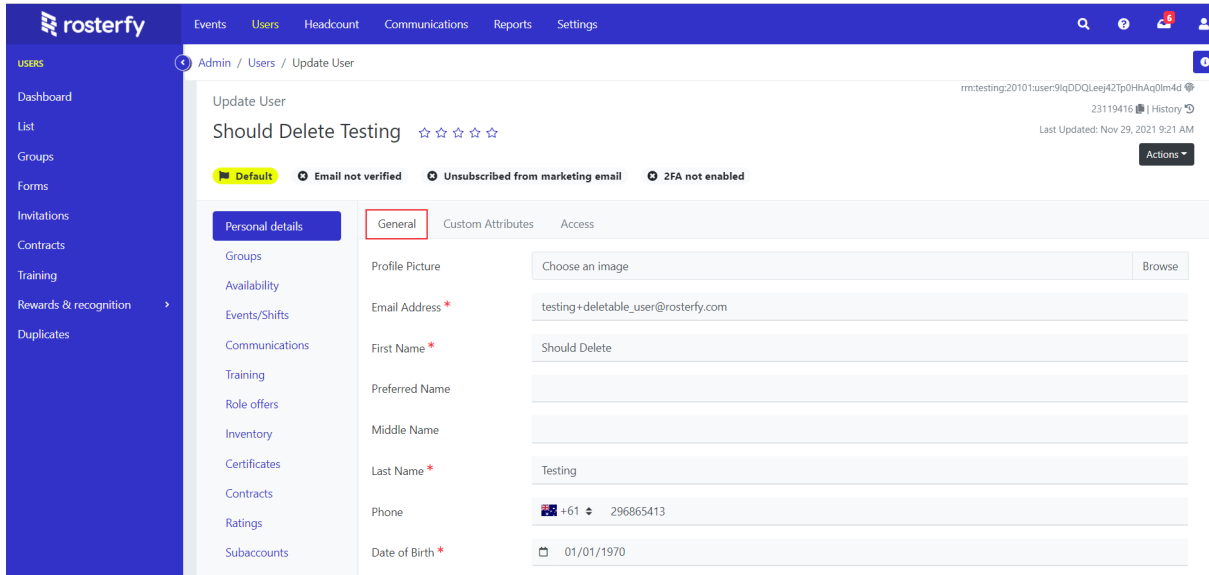 rosterfy
Events Users Headcount Communications Reports Settings
6
USERS
Admin / Users / Update User
Dashboard
List
Groups
Forms
Invitations
Contracts
Training
Rewards & recognition
Duplicates
Update User
Should Delete Testing
rrn:testing:20101:user:9IqDDQLeej42Tp0HhAq0Im4d
23119416 | History
Last Updated: Nov 29, 2021 9:21 AM
Actions
Default Email not verified Unsubscribed from marketing email 2FA not enabled
Personal details
Groups
Availability
Events/Shifts
Communications
Training
Role offers
Inventory
Certificates
Contracts
Ratings
Subaccounts
General Custom Attributes Access
Profile Picture Choose an image Browse
Email Address * testing+deletable_user@rosterfy.com
First Name * Should Delete
Preferred Name
Middle Name
Last Name * Testing
Phone +61 296865413
Date of Birth * 01/01/1970